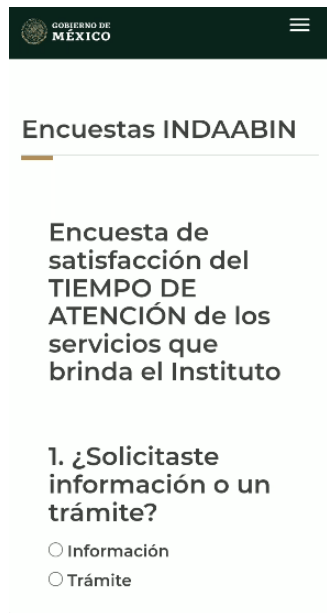 GOBIERNO DE
MÉXICO
Encuestas INDAABIN
Encuesta de
satisfacción del
TIEMPO DE
ATENCIÓN de los
servicios que
brinda el Instituto
1. ¿Solicitaste
información o un
trámite?
Información
Trámite